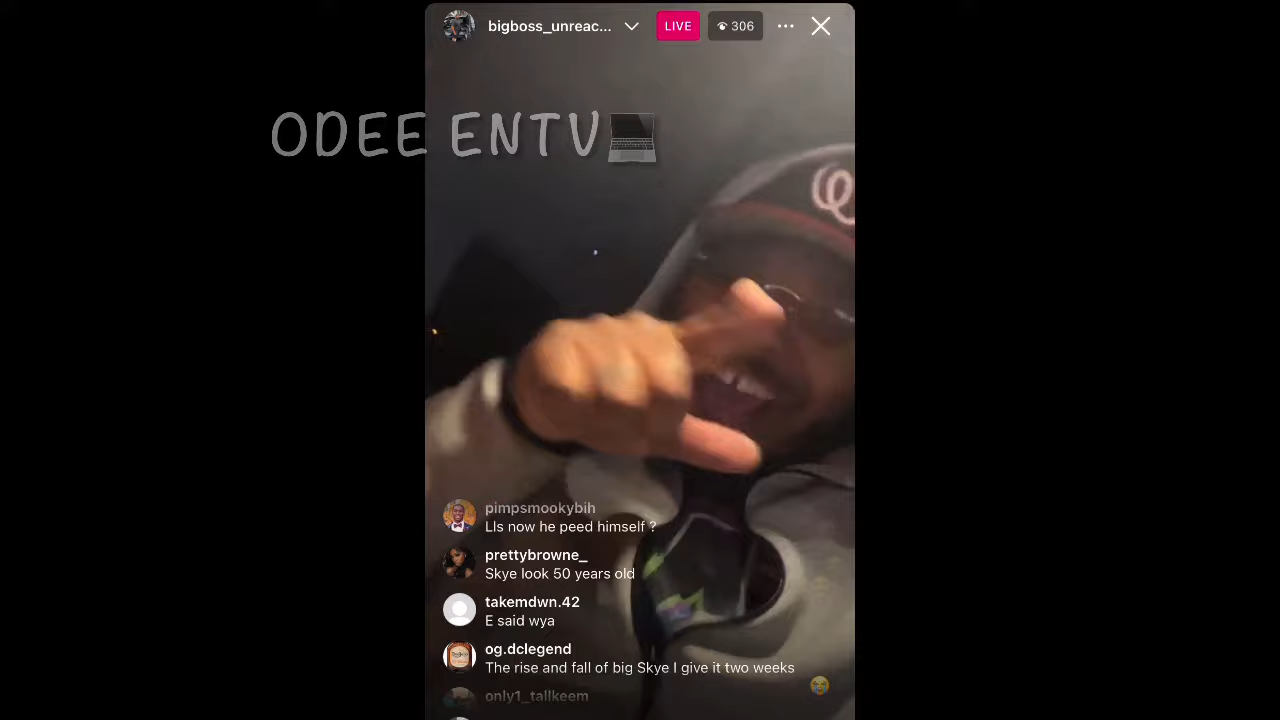 bigboss_unreac...
LIVE
306
ODEE ENTV
pimpsmookybih
Lls now he peed himself ?
prettybrowne_
Skye look 50 years old
takemdwn.42
E said wya
og.dclegend
The rise and fall of big Skye I give it two weeks
only1_tallkeem